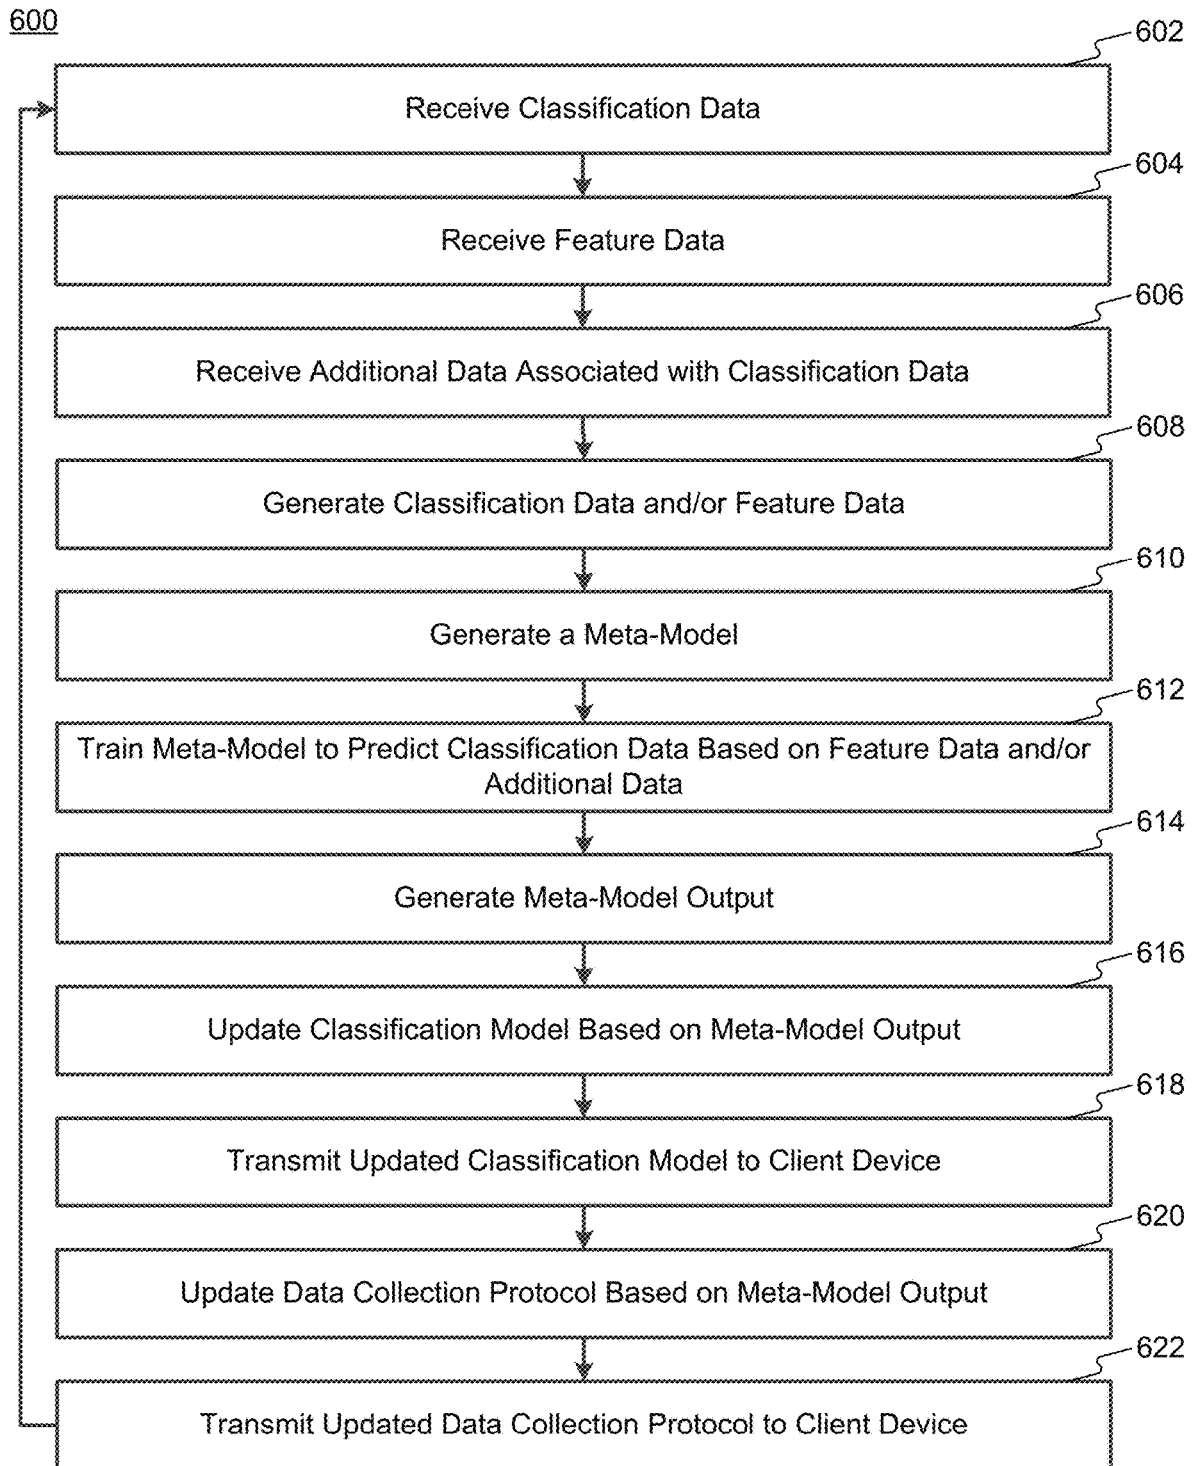 600
602
Receive Classification Data
604
Receive Feature Data
606
Receive Additional Data Associated with Classification Data
608
Generate Classification Data and/or Feature Data
610
Generate a Meta-Model
612
Train Meta-Model to Predict Classification Data Based on Feature Data and/or
Additional Data
614
Generate Meta-Model Output
616
Update Classification Model Based on Meta-Model Output
618
Transmit Updated Classification Model to Client Device
620
Update Data Collection Protocol Based on Meta-Model Output
622
Transmit Updated Data Collection Protocol to Client Device